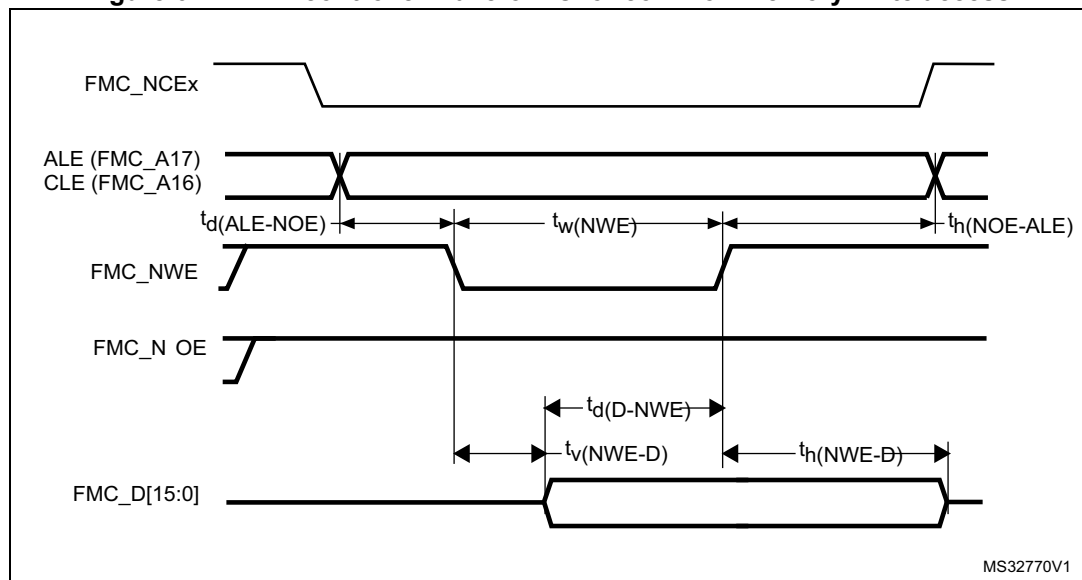 FMC_NCEx
ALE (FMC_A17)
CLE (FMC_A16)
td(ALE-NOE)
tw(NWE)
th(NOE-ALE)
FMC_NWE
FMC_N OE
td(D-NWE)
tv(NWE-D)
th(NWE-D)
FMC_D[15:0]
MS32770V1